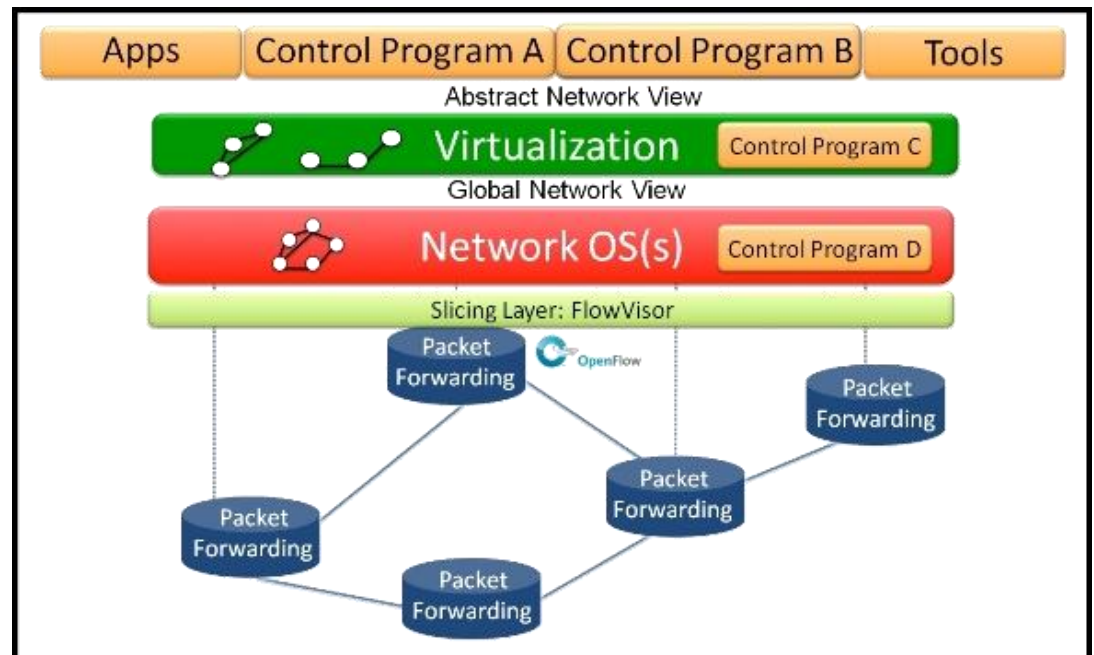 Apps
Control Program A
Control Program B
Tools
Abstract Network View
Virtualization
Control Program C
Global Network View
Network OS(s)
Control Program D
Slicing Layer: FlowVisor
Packet
Forwarding
OpenFlow
Packet
Forwarding
Packet
Forwarding
Packet
Forwarding
Packet
Forwarding